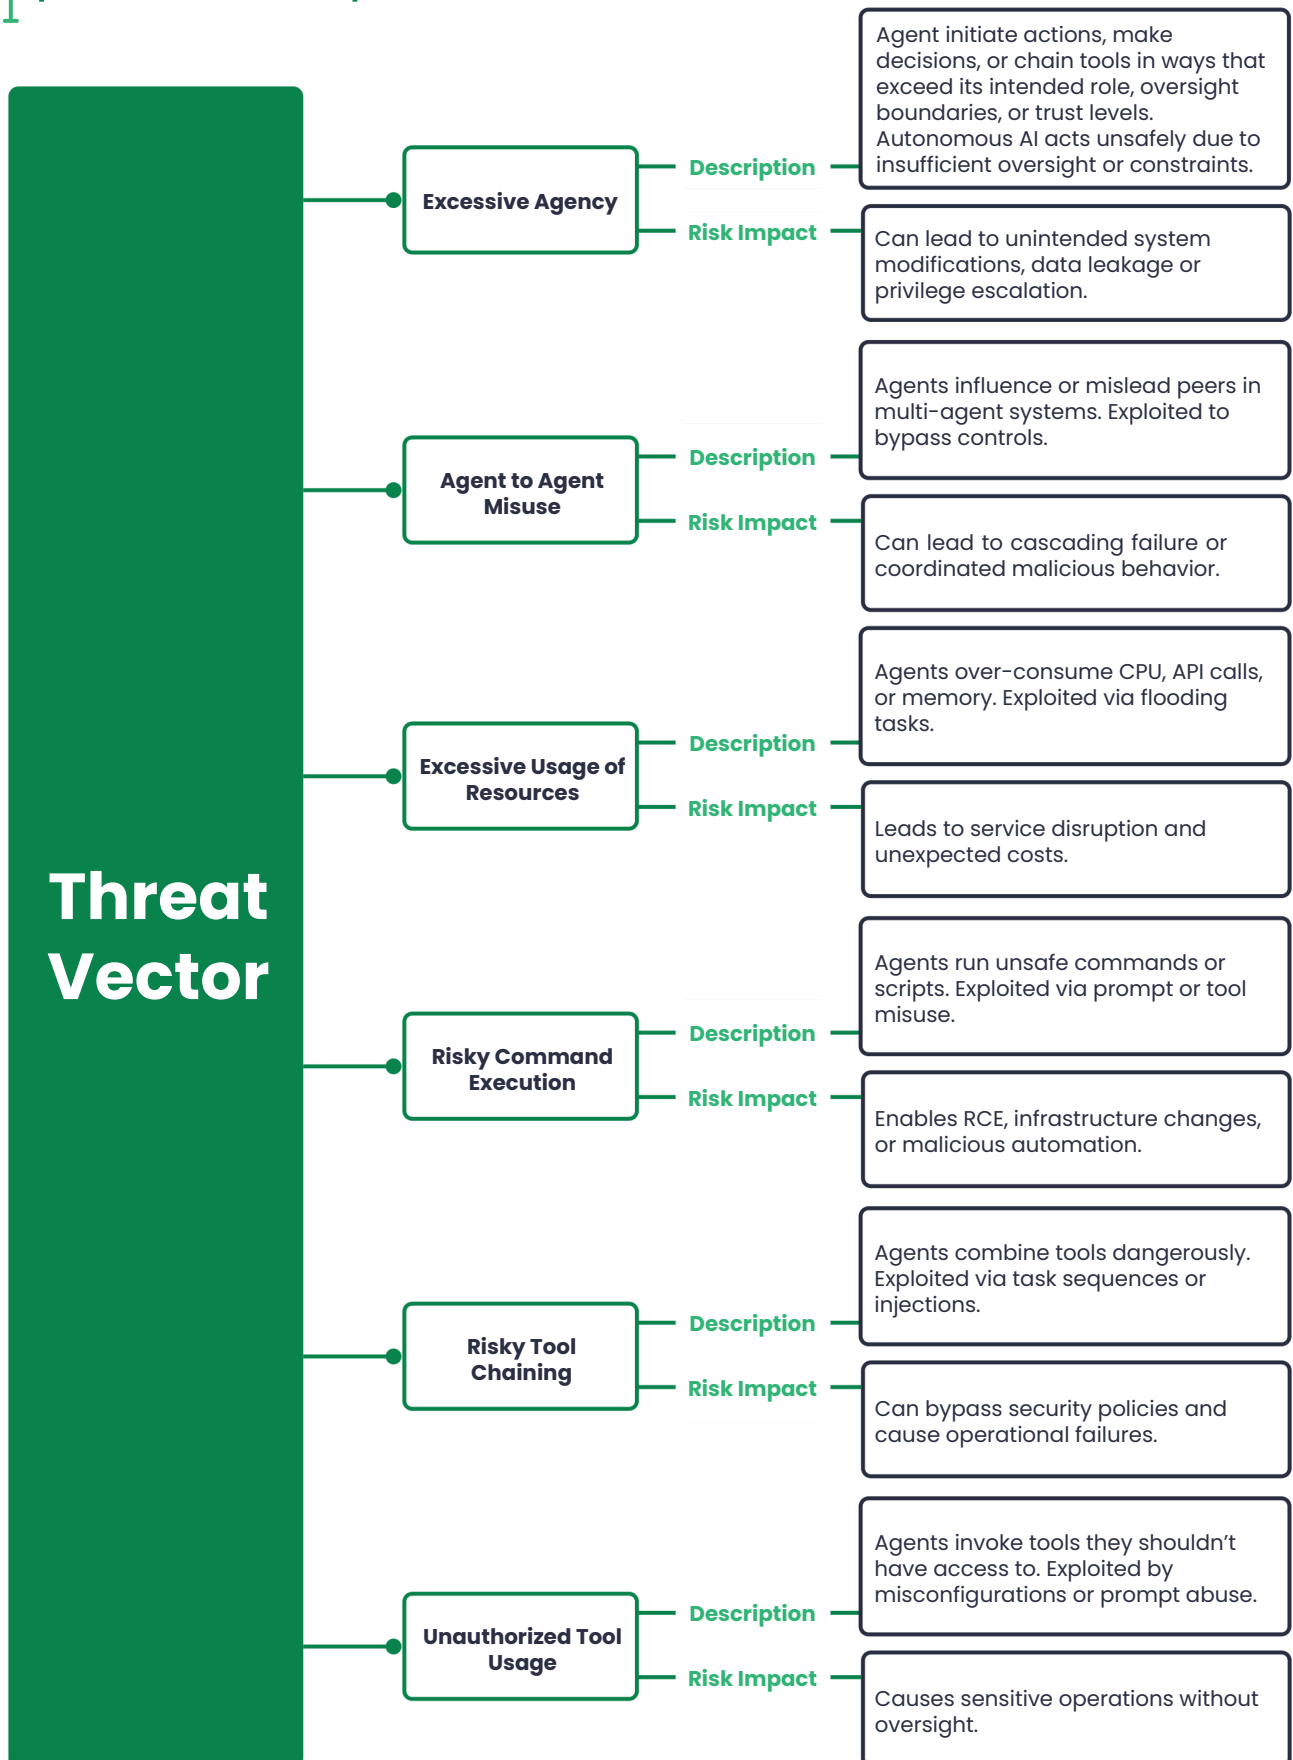 Threat
Vector
Excessive Agency
Description
Agent initiate actions, make
decisions, or chain tools in ways that
exceed its intended role, oversight
boundaries, or trust levels.
Autonomous AI acts unsafely due to
insufficient oversight or constraints.
Risk Impact
Can lead to unintended system
modifications, data leakage or
privilege escalation.
Agent to Agent
Misuse
Description
Agents influence or mislead peers in
multi-agent systems. Exploited to
bypass controls.
Risk Impact
Can lead to cascading failure or
coordinated malicious behavior.
Excessive Usage of
Resources
Description
Agents over-consume CPU, API calls,
or memory. Exploited via flooding
tasks.
Risk Impact
Leads to service disruption and
unexpected costs.
Risky Command
Execution
Description
Agents run unsafe commands or
scripts. Exploited via prompt or tool
misuse.
Risk Impact
Enables RCE, infrastructure changes,
or malicious automation.
Risky Tool
Chaining
Description
Agents combine tools dangerously.
Exploited via task sequences or
injections.
Risk Impact
Can bypass security policies and
cause operational failures.
Unauthorized Tool
Usage
Description
Agents invoke tools they shouldn’t
have access to. Exploited by
misconfigurations or prompt abuse.
Risk Impact
Causes sensitive operations without
oversight.